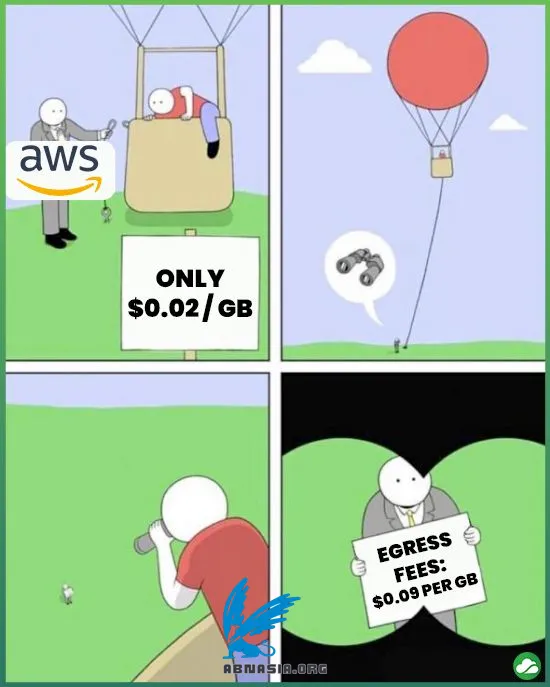 aws
ONLY
$0.02/GB
EGRESS
FEES:
$0.09 PER GB
ABNASIA.ORG